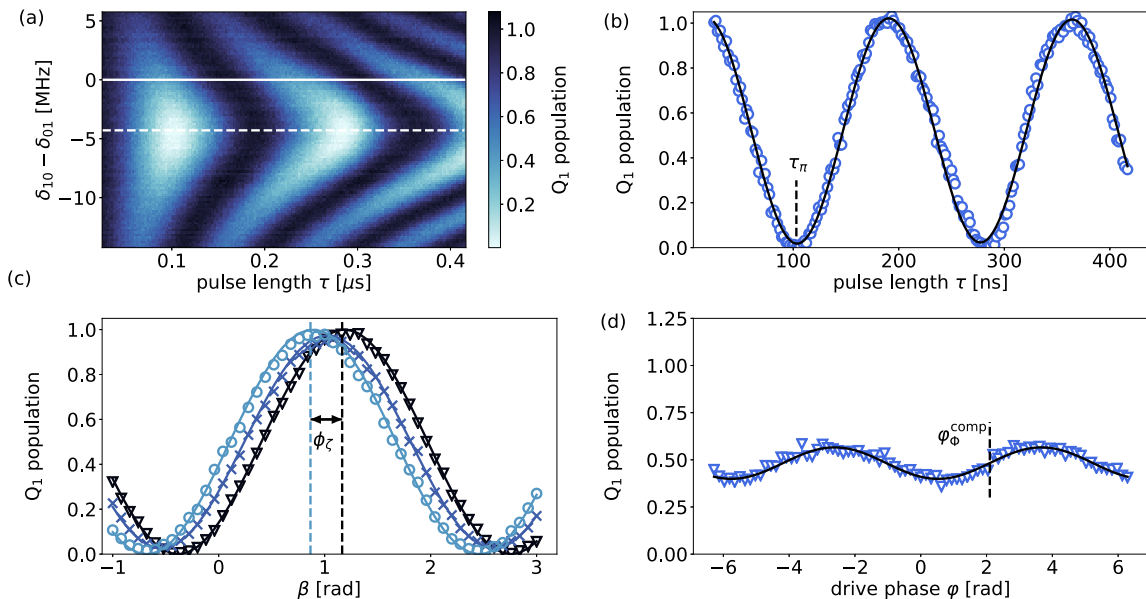 (a)
5
0
−5
−10
δ₁₀ − δ₀₁ [MHz]
0.1
0.2
0.3
0.4
pulse length τ [μs]
1.0
0.8
0.6
0.4
0.2
Q₁ population
(b)
1.0
0.8
0.6
0.4
0.2
0.0
Q₁ population
τπ
100
200
300
400
pulse length τ [ns]
(c)
1.0
0.8
0.6
0.4
0.2
0.0
Q₁ population
ϕζ
−1
0
1
2
3
β [rad]
(d)
1.25
1.00
0.75
0.50
0.25
0.00
Q₁ population
φ_Φ^comp.
−6
−4
−2
0
2
4
6
drive phase φ [rad]